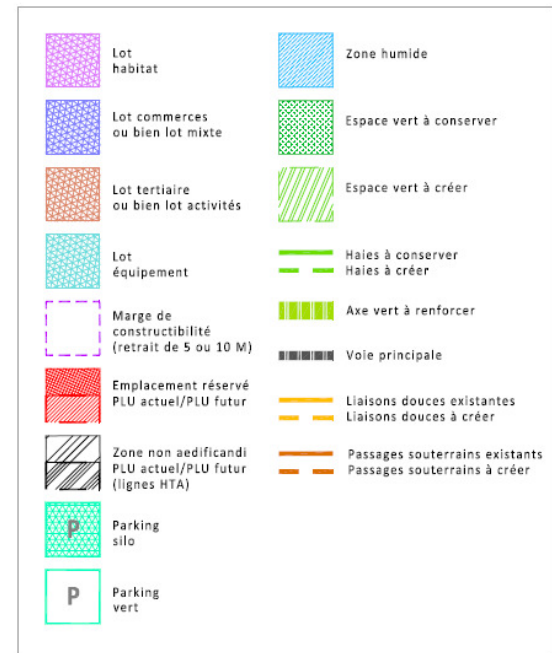 Lot
habitat
Lot commerces
ou bien lot mixte
Lot tertiaire
ou bien lot activités
Lot
équipement
Marge de
constructibilité
(retrait de 5 ou 10 M)
Emplacement réservé
PLU actuel/PLU futur
Zone non aedificandi
PLU actuel/PLU futur
(lignes HTA)
P
Parking
silo
P
Parking
vert
Zone humide
Espace vert à conserver
Espace vert à créer
Haies à conserver
Haies à créer
Axe vert à renforcer
Voie principale
Liaisons douces existantes
Liaisons douces à créer
Passages souterrains existants
Passages souterrains à créer